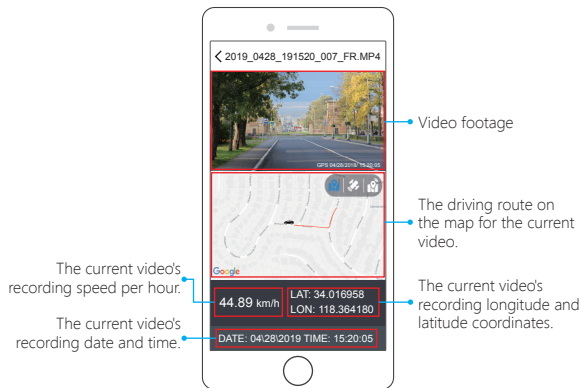 2019_0428_191520_007_FR.MP4
GPS 04/28/2018/ 15:20:05
Video footage
The driving route on
the map for the current
video.
Google
The current video's
recording speed per hour.
44.89 km/h
LAT: 34.016958
LON: 118.364180
The current video's
recording longitude and
latitude coordinates.
The current video's
recording date and time.
DATE: 04\28\2019 TIME: 15:20:05